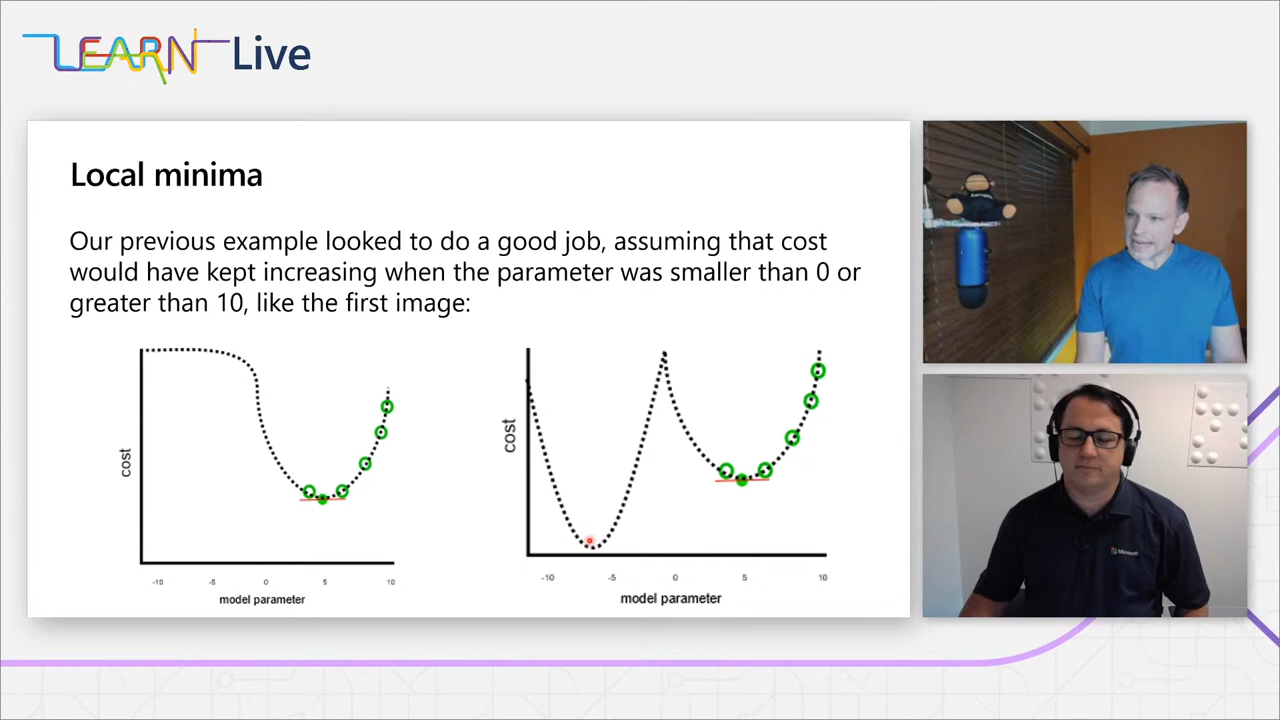 LEARN Live
Local minima
Our previous example looked to do a good job, assuming that cost
would have kept increasing when the parameter was smaller than 0 or
greater than 10, like the first image:
cost
-10 -5 0 5 10
model parameter
cost
-10 -5 0 5 10
model parameter
Microsoft